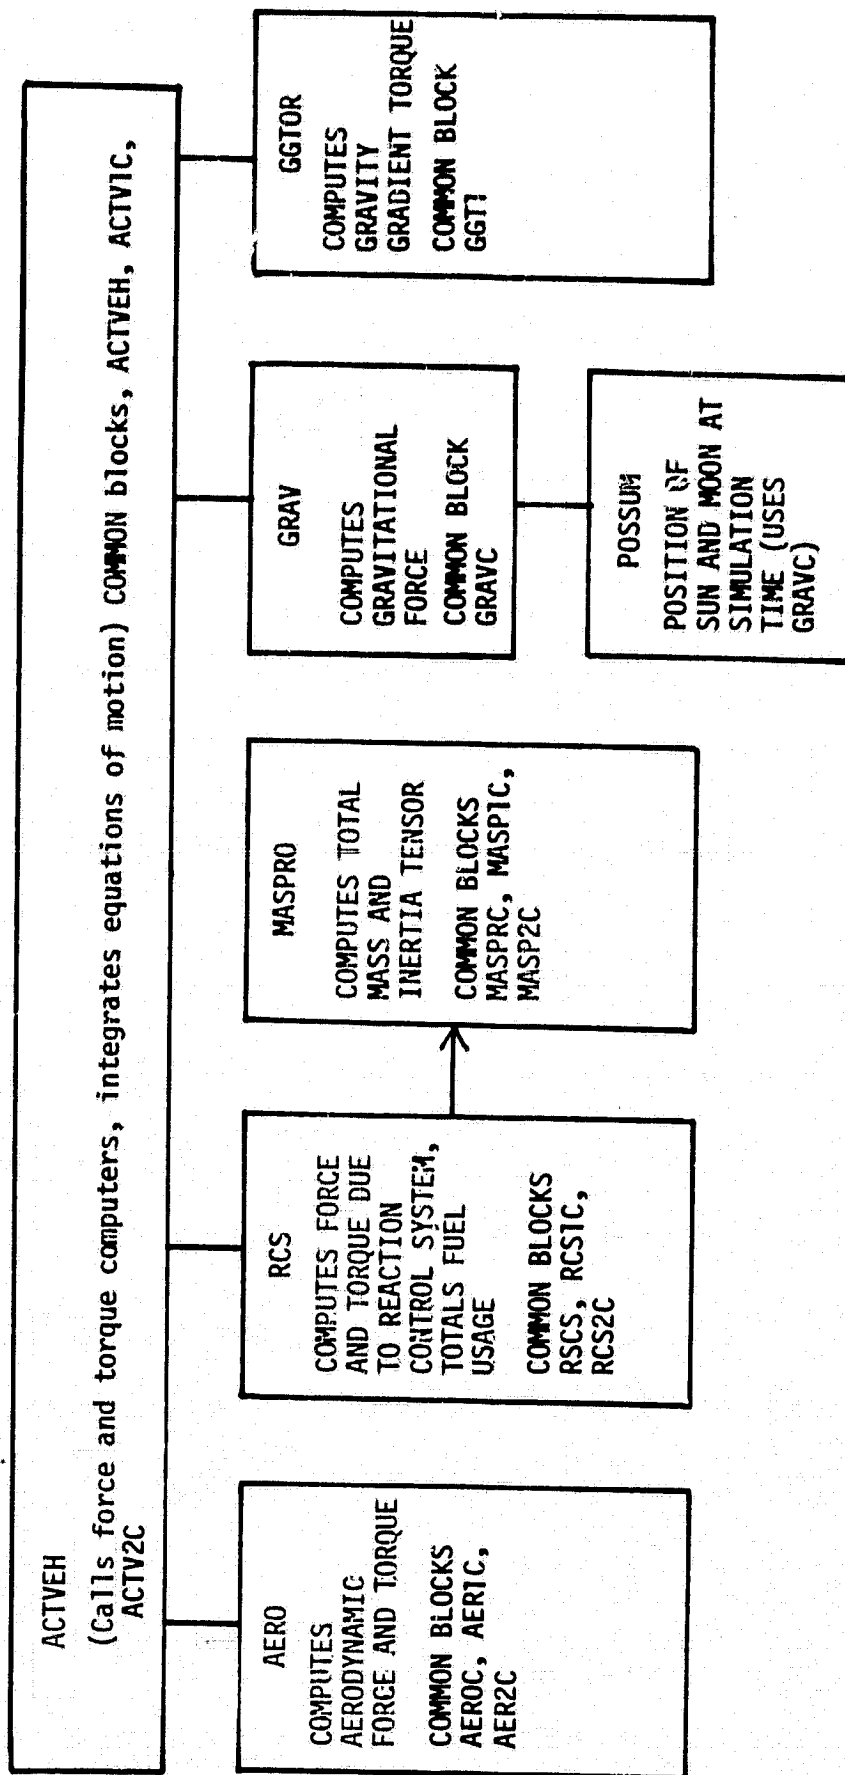 ACTVEH
(Calls force and torque computers, integrates equations of motion) COMMON blocks, ACTVEH, ACTV1C,
ACTV2C
AERO
COMPUTES
AERODYNAMIC
FORCE AND TORQUE
COMMON BLOCKS
AEROC, AER1C,
AER2C
RCS
COMPUTES FORCE
AND TORQUE DUE
TO REACTION
CONTROL SYSTEM,
TOTALS FUEL
USAGE
COMMON BLOCKS
RSCS, RCS1C,
RCS2C
MASPRO
COMPUTES TOTAL
MASS AND
INERTIA TENSOR
COMMON BLOCKS
MASPRC, MASP1C,
MASP2C
GRAV
COMPUTES
GRAVITATIONAL
FORCE
COMMON BLOCK
GRAVC
POSSUM
POSITION OF
SUN AND MOON AT
SIMULATION
TIME (USES
GRAVC)
GGTOR
COMPUTES
GRAVITY
GRADIENT TORQUE
COMMON BLOCK
GGT1